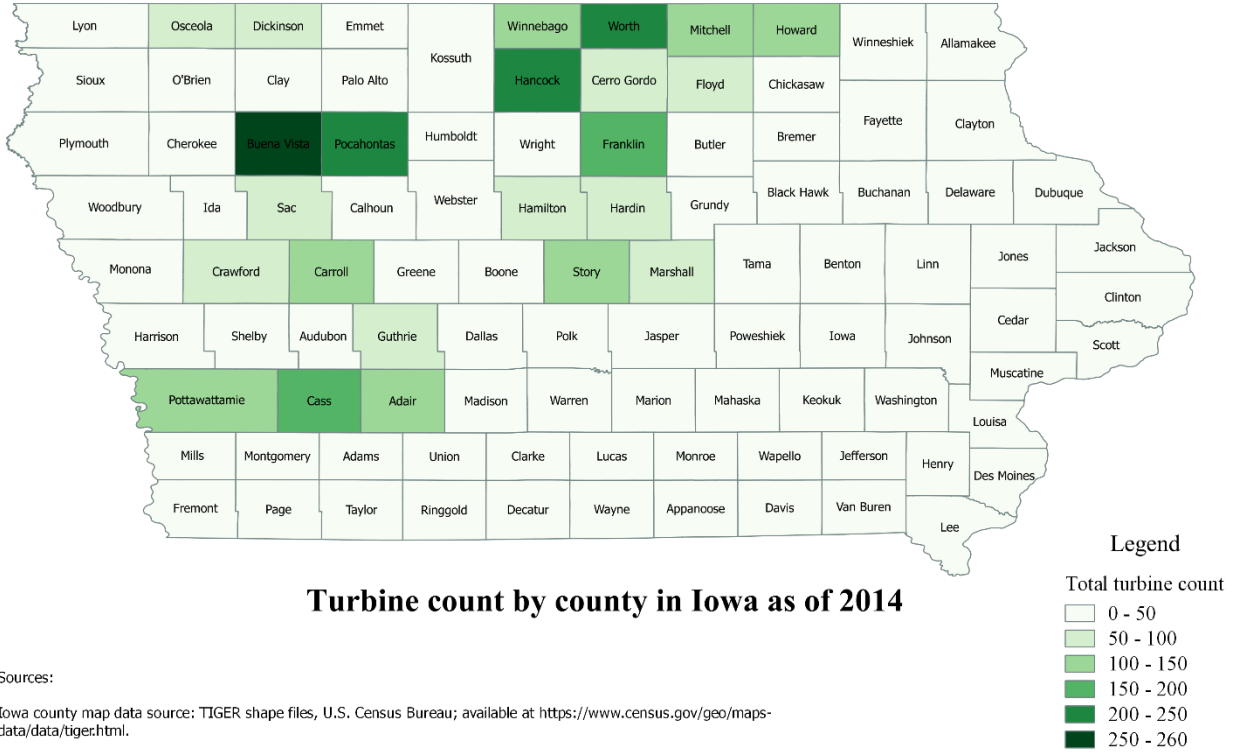 Lyon
Osceola
Dickinson
Emmet
Kossuth
Winnebago
Worth
Mitchell
Howard
Winneshiek
Allamakee
Sioux
O'Brien
Clay
Palo Alto
Hancock
Cerro Gordo
Floyd
Chickasaw
Plymouth
Cherokee
Buena Vista
Pocahontas
Humboldt
Wright
Franklin
Butler
Bremer
Fayette
Clayton
Woodbury
Ida
Sac
Calhoun
Webster
Hamilton
Hardin
Grundy
Black Hawk
Buchanan
Delaware
Dubuque
Monona
Crawford
Carroll
Greene
Boone
Story
Marshall
Tama
Benton
Linn
Jones
Jackson
Clinton
Harrison
Shelby
Audubon
Guthrie
Dallas
Polk
Jasper
Poweshiek
Iowa
Johnson
Cedar
Scott
Muscatine
Pottawattamie
Cass
Adair
Madison
Warren
Marion
Mahaska
Keokuk
Washington
Louisa
Mills
Montgomery
Adams
Union
Clarke
Lucas
Monroe
Wapello
Jefferson
Henry
Des Moines
Fremont
Page
Taylor
Ringgold
Decatur
Wayne
Appanoose
Davis
Van Buren
Lee
Legend
Total turbine count
0 - 50
50 - 100
100 - 150
150 - 200
200 - 250
250 - 260
Turbine count by county in Iowa as of 2014
Sources:
Iowa county map data source: TIGER shape files, U.S. Census Bureau; available at https://www.census.gov/geo/maps-
data/data/tiger.html.